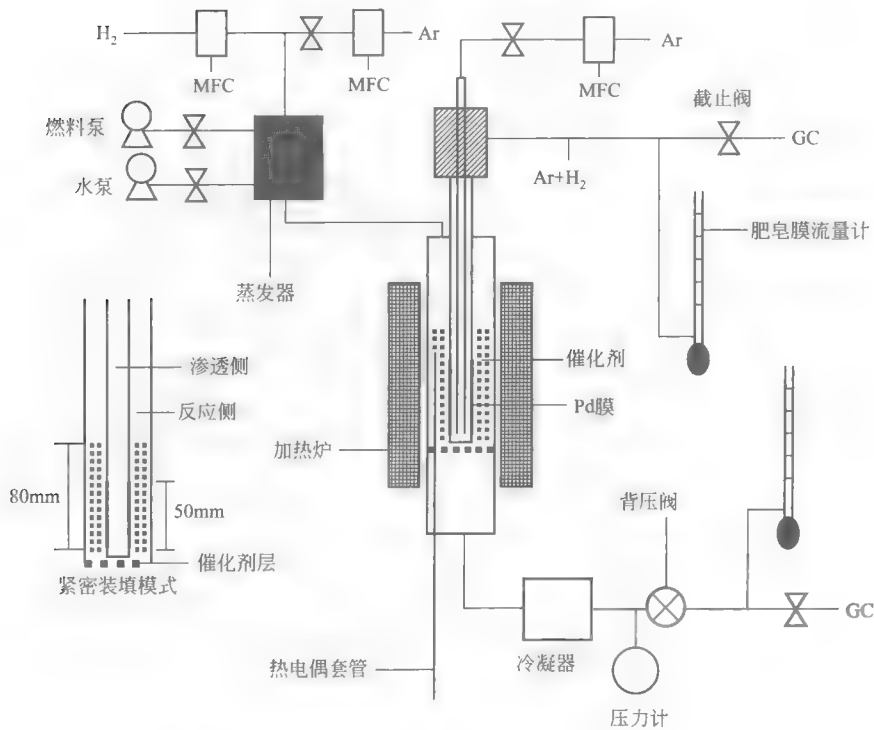 H₂
Ar
MFC
MFC
Ar
MFC
截止阀
GC
燃料泵
水泵
Ar+H₂
肥皂膜流量计
蒸发器
渗透侧
反应侧
催化剂
Pd膜
加热炉
80mm
50mm
背压阀
催化剂层
紧密装填模式
GC
热电偶套管
冷凝器
压力计